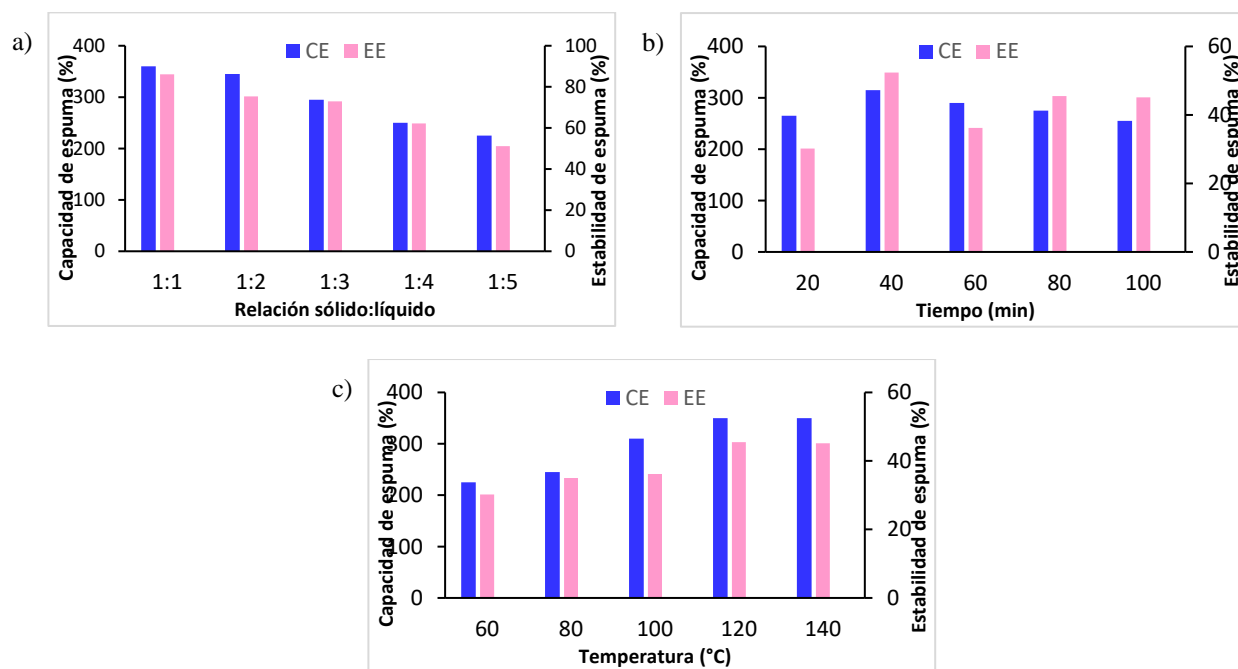 a)
CE EE
Capacidad de espuma (%)
400
300
200
100
0
100
80
60
40
20
0
Estabilidad de espuma (%)
1:1 1:2 1:3 1:4 1:5
Relación sólido:líquido
b)
CE EE
Capacidad de espuma (%)
400
300
200
100
0
60
40
20
0
Estabilidad de espuma (%)
20 40 60 80 100
Tiempo (min)
c)
CE EE
Capacidad de espuma (%)
400
300
200
100
0
60
40
20
0
Estabilidad de espuma (%)
60 80 100 120 140
Temperatura (°C)